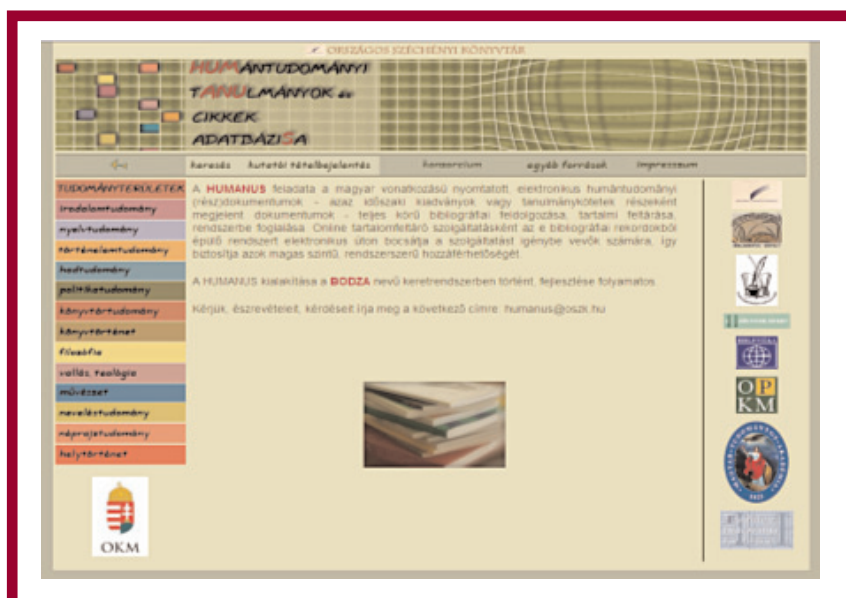 ORSZÁGOS SZÉCHÉNYI KÖNYVTÁR
HUMÁNTUDOMÁNYI
TANULMÁNYOK és
CIKKEK
ADATBÁZISA
keresés kutatói tételbejelentés konzorcium egyéb források impresszum
TUDOMÁNYTERÜLETEK
irodalomtudomány
nyelvtudomány
történelemtudomány
hadtudomány
politikatudomány
könyvtártudomány
könyvtörténet
filozófia
vallás, teológia
művészet
neveléstudomány
néprajztudomány
helytörténet
OKM
A HUMANUS feladata a magyar vonatkozású nyomtatott, elektronikus humántudományi
(rész)dokumentumok - azaz időszaki kiadványok vagy tanulmánykötetek részeként
megjelent dokumentumok - teljes körű bibliográfiai feldolgozása, tartalmi feltárása,
rendszerbe foglalása. Online tartalomfeltáró szolgáltatásként az e bibliográfiai rekordokból
épülő rendszert elektronikus úton bocsátja a szolgáltatást igénybe vevők számára, így
biztosítja azok magas szintű, rendszerszerű hozzáférhetőségét.
A HUMANUS kialakítása a BODZA nevű keretrendszerben történt, fejlesztése folyamatos.
Kérjük, észrevételeit, kérdéseit írja meg a következő címre: humanus@oszk.hu
OP
KM